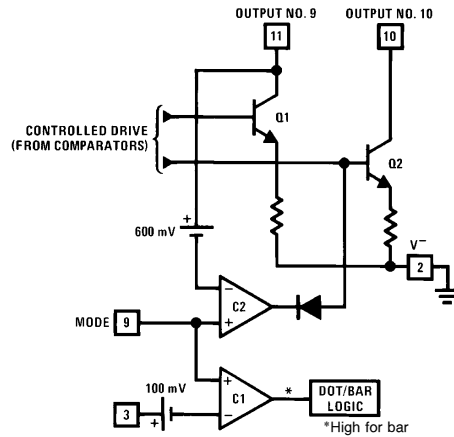 OUTPUT NO. 9
OUTPUT NO. 10
11
10
Q1
CONTROLLED DRIVE
(FROM COMPARATORS)
Q2
+
600 mV
V−
2
−
C2
MODE
9
+
100 mV
+
C1
*
DOT/BAR
LOGIC
3
+
−
*High for bar